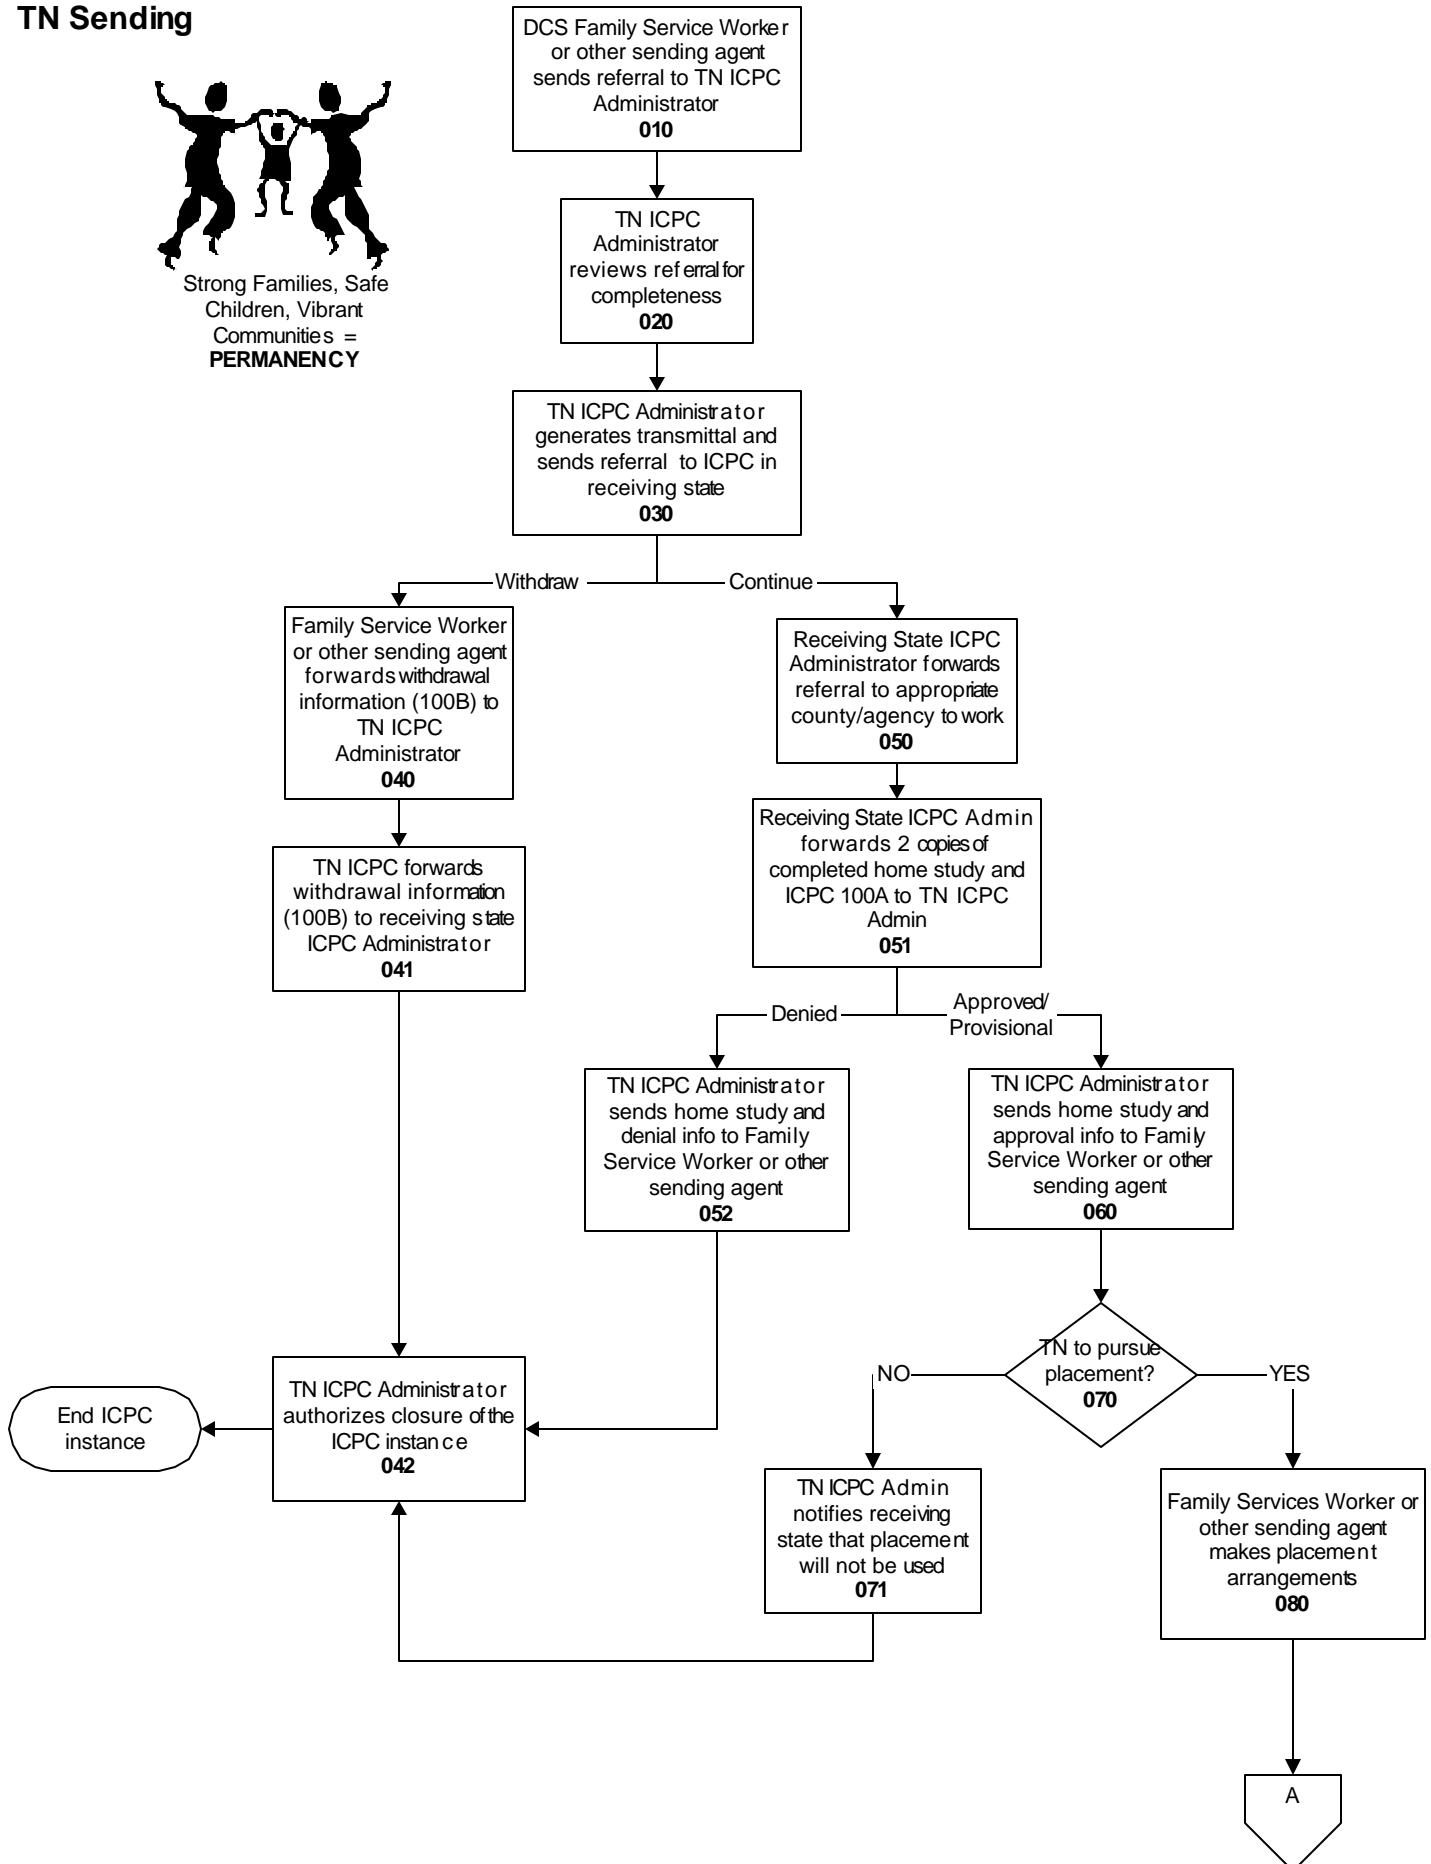 TN Sending
DCS Family Service Worker
or other sending agent
sends referral to TN ICPC
Administrator
010
Strong Families, Safe
Children, Vibrant
Communities =
PERMANENCY
TN ICPC
Administrator
reviews referral for
completeness
020
TN ICPC Administrator
generates transmittal and
sends referral to ICPC in
receiving state
030
Withdraw
Continue
Family Service Worker
or other sending agent
forwards withdrawal
information (100B) to
TN ICPC
Administrator
040
Receiving State ICPC
Administrator forwards
referral to appropriate
county/agency to work
050
TN ICPC forwards
withdrawal information
(100B) to receiving state
ICPC Administrator
041
Receiving State ICPC Admin
forwards 2 copies of
completed home study and
ICPC 100A to TN ICPC
Admin
051
Denied
Approved/
Provisional
TN ICPC Administrator
sends home study and
denial info to Family
Service Worker or other
sending agent
052
TN ICPC Administrator
sends home study and
approval info to Family
Service Worker or other
sending agent
060
TN to pursue
placement?
070
NO
YES
End ICPC
instance
TN ICPC Administrator
authorizes closure of the
ICPC instance
042
TN ICPC Admin
notifies receiving
state that placement
will not be used
071
Family Services Worker or
other sending agent
makes placement
arrangements
080
A